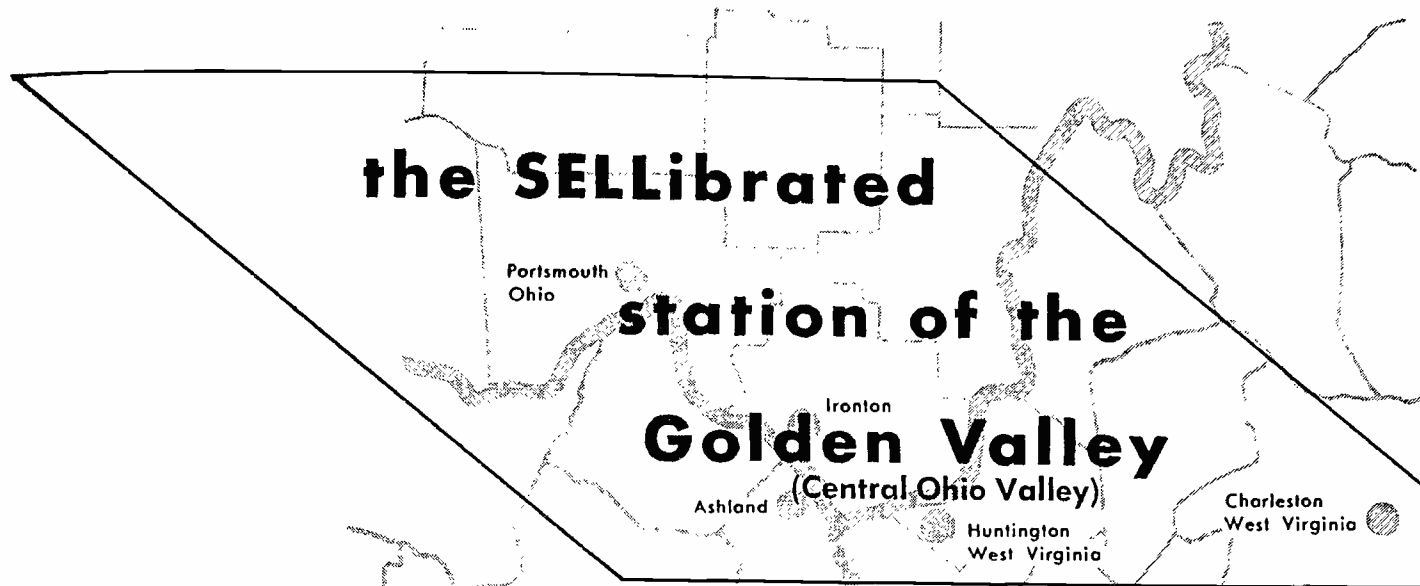 the SELLibrated
Portsmouth
Ohio
station of the
Ironton
Golden Valley
(Central Ohio Valley)
Ashland
Huntington
West Virginia
Charleston
West Virginia